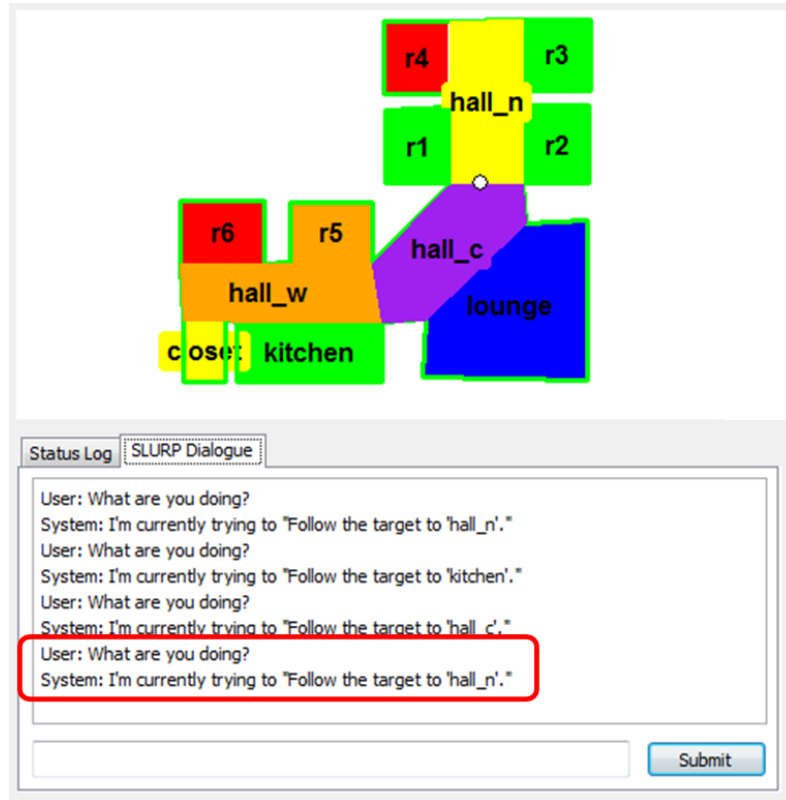 r4
r3
hall_n
r1
r2
r6
r5
hall_c
hall_w
lounge
closet
kitchen
Status Log
SLURP Dialogue
User: What are you doing?
System: I'm currently trying to "Follow the target to 'hall_n'."
User: What are you doing?
System: I'm currently trying to "Follow the target to 'kitchen'."
User: What are you doing?
System: I'm currently trying to "Follow the target to 'hall_c'."
User: What are you doing?
System: I'm currently trying to "Follow the target to 'hall_n'."
Submit